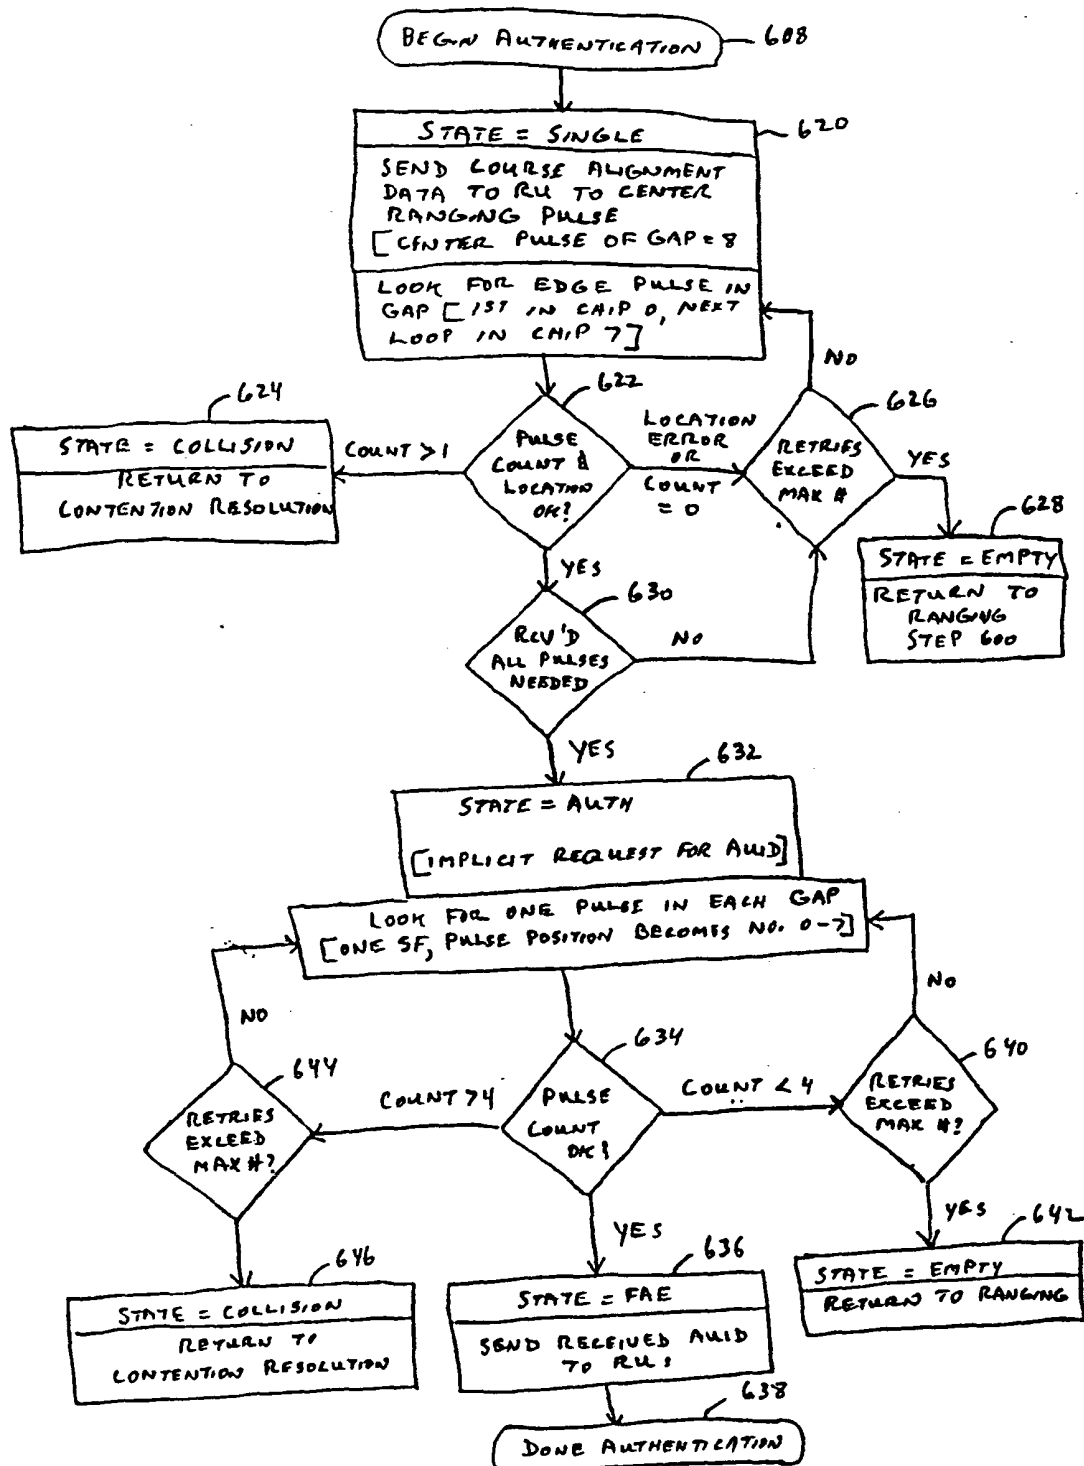 BEGIN AUTHENTICATION
608
STATE = SINGLE
620
SEND COURSE ALIGNMENT
DATA TO RU TO CENTER
RANGING PULSE
[CENTER PULSE OF GAP = 8
LOOK FOR EDGE PULSE IN
GAP [1ST IN CHIP 0, NEXT
LOOP IN CHIP 7]
NO
624
STATE = COLLISION
RETURN TO
CONTENTION RESOLUTION
COUNT > 1
622
PULSE
COUNT &
LOCATION
OK?
LOCATION
ERROR
OR
COUNT
= 0
626
RETRIES
EXCEED
MAX #
YES
628
STATE = EMPTY
RETURN TO
RANGING
STEP 600
YES
630
RCV'D
ALL PULSES
NEEDED
NO
YES
632
STATE = AUTH
[IMPLICIT REQUEST FOR AUID]
LOOK FOR ONE PULSE IN EACH GAP
[ONE SF, PULSE POSITION BECOMES NO. 0-7]
NO
NO
644
RETRIES
EXCEED
MAX #?
COUNT > 4
634
PULSE
COUNT
OK?
COUNT < 4
640
RETRIES
EXCEED
MAX #?
YES
YES
646
STATE = COLLISION
RETURN TO
CONTENTION RESOLUTION
636
STATE = FAE
SEND RECEIVED AUID
TO RU:
642
STATE = EMPTY
RETURN TO RANGING
638
DONE AUTHENTICATION